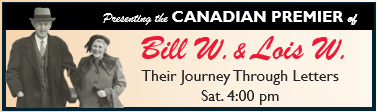 Presenting the CANADIAN PREMIER of
Bill W. & Lois W.
Their Journey Through Letters
Sat. 4:00 pm